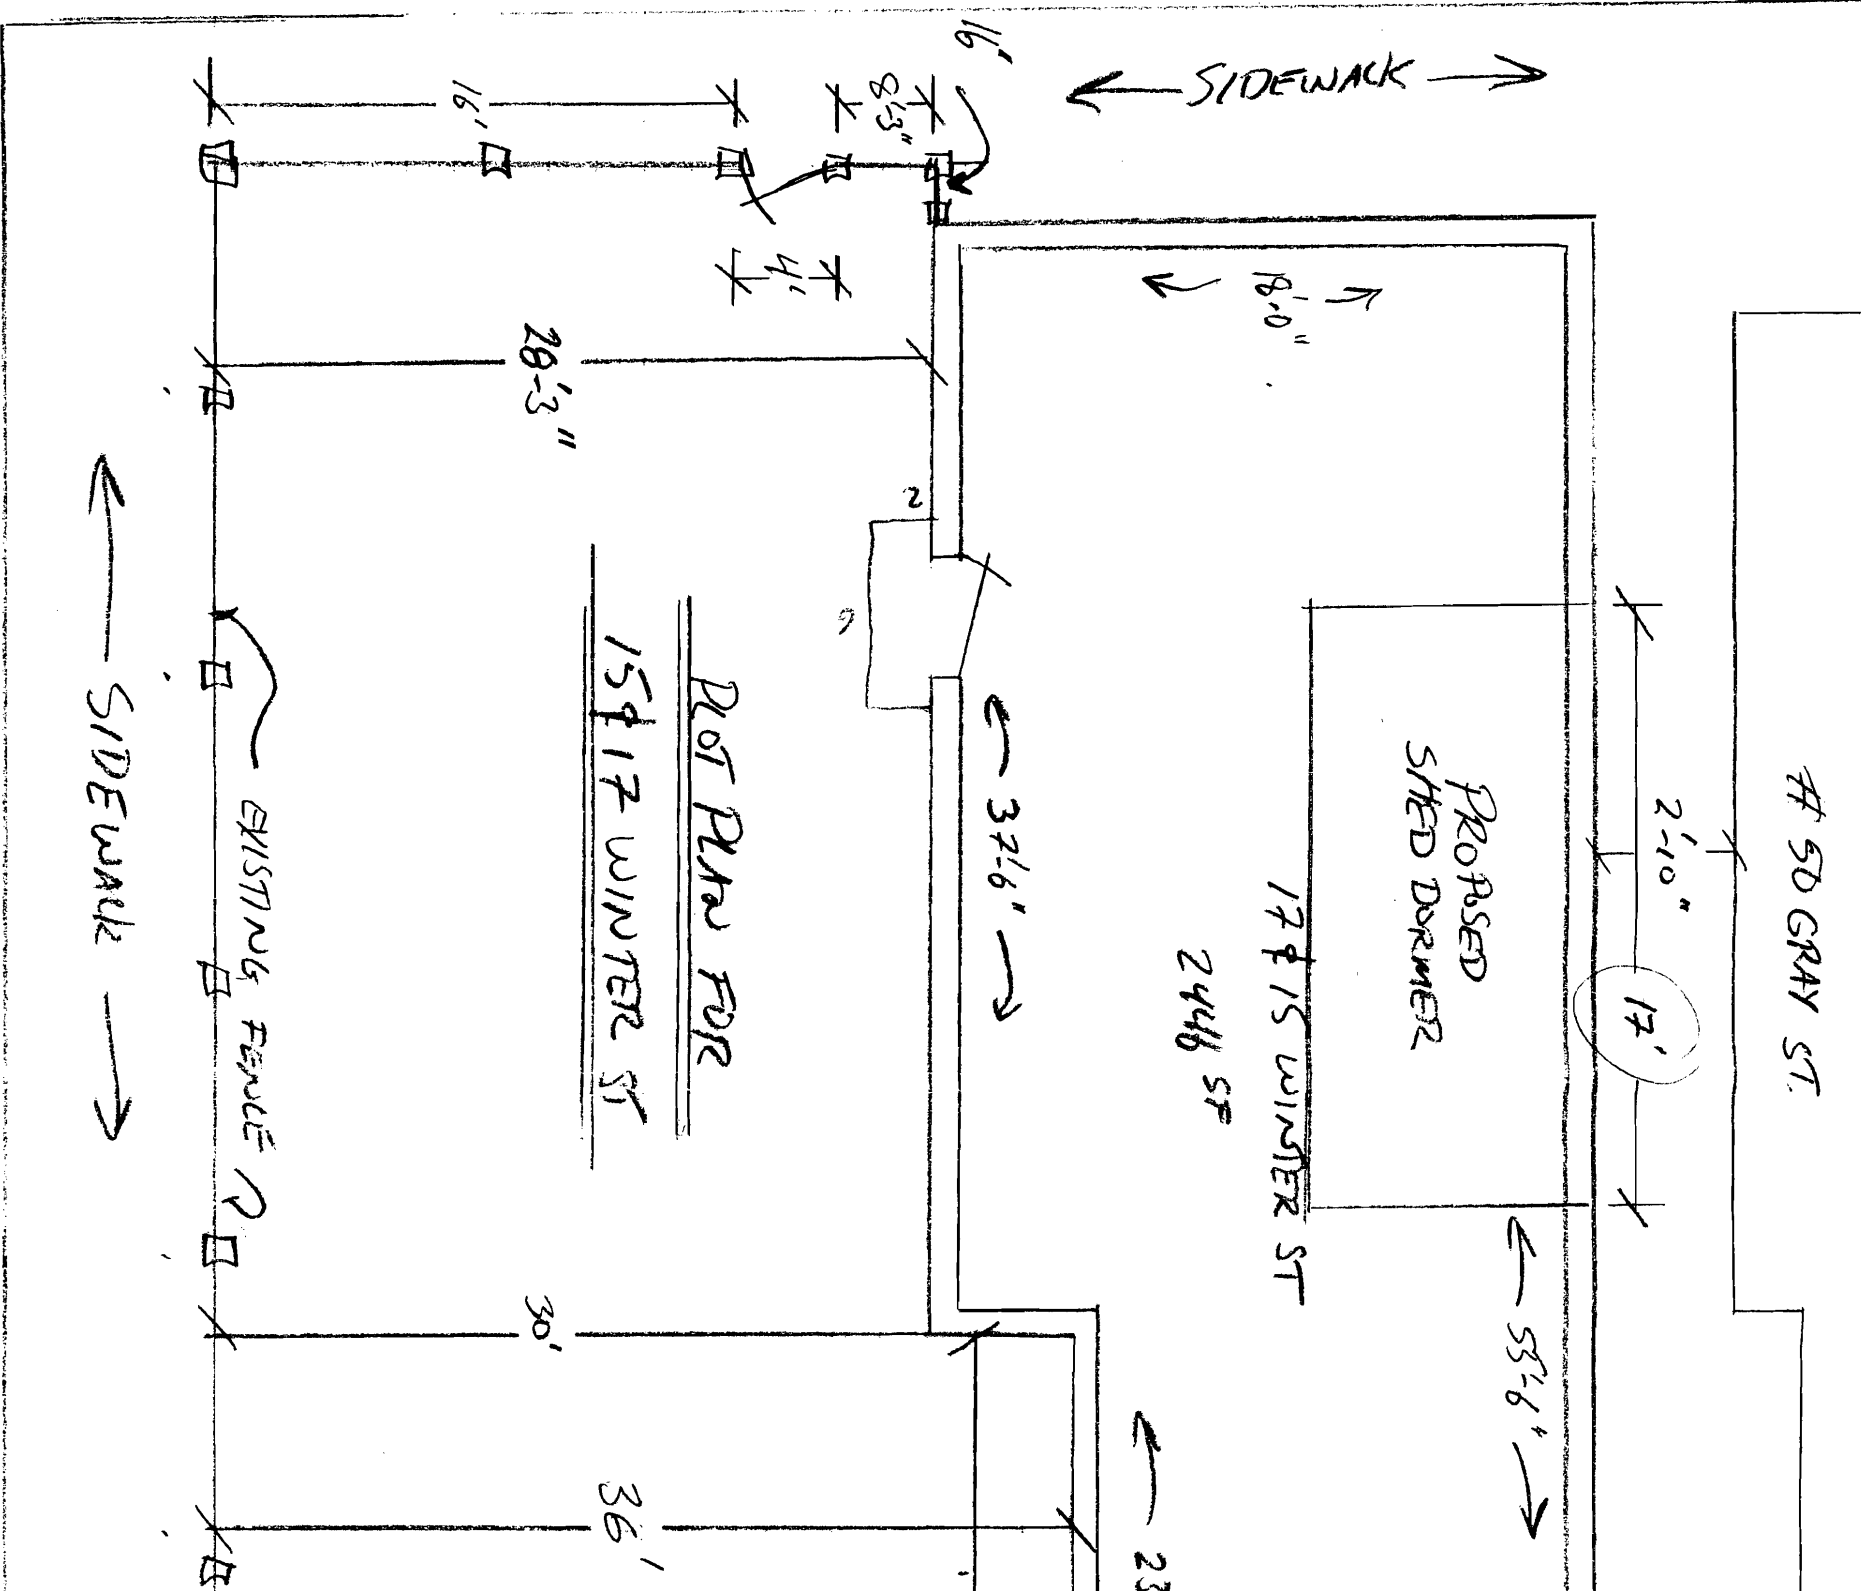 16'
SIDEWALK
16'
8'-3"
4'
18'-0"
28'-3"
2
6
PLOT PLAN FOR
15 & 17 WINTER ST
37'-6"
PROPOSED
SHED DORMER
17 & 15 WINTER ST
2446 SF
2'-10"
17'
# 50 GRAY ST.
SIDEWALK
EXISTING FENCE
53'-6"
30'
36'
23